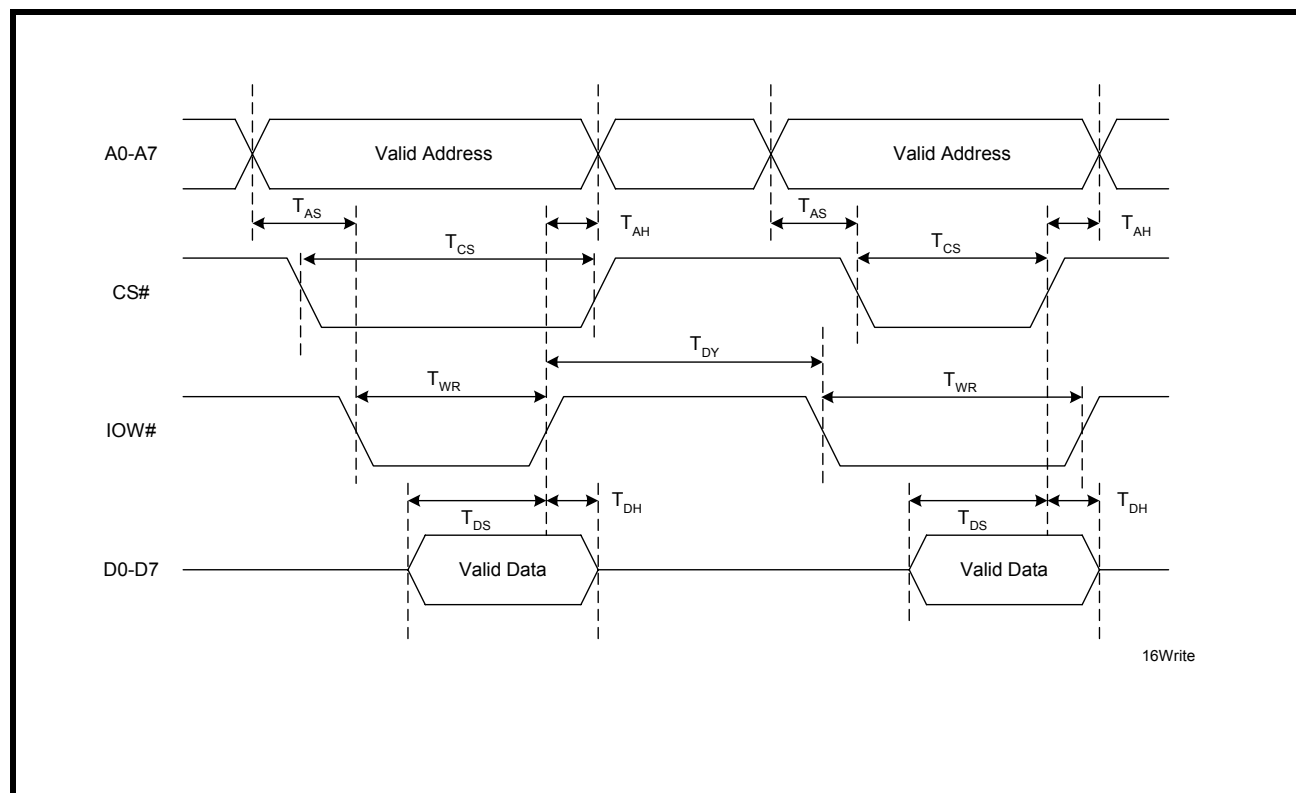 A0-A7
Valid Address
Valid Address
TAS
TAH
TAS
TAH
TCS
TCS
CS#
TDY
TWR
TWR
IOW#
TDS
TDH
TDS
TDH
D0-D7
Valid Data
Valid Data
16Write